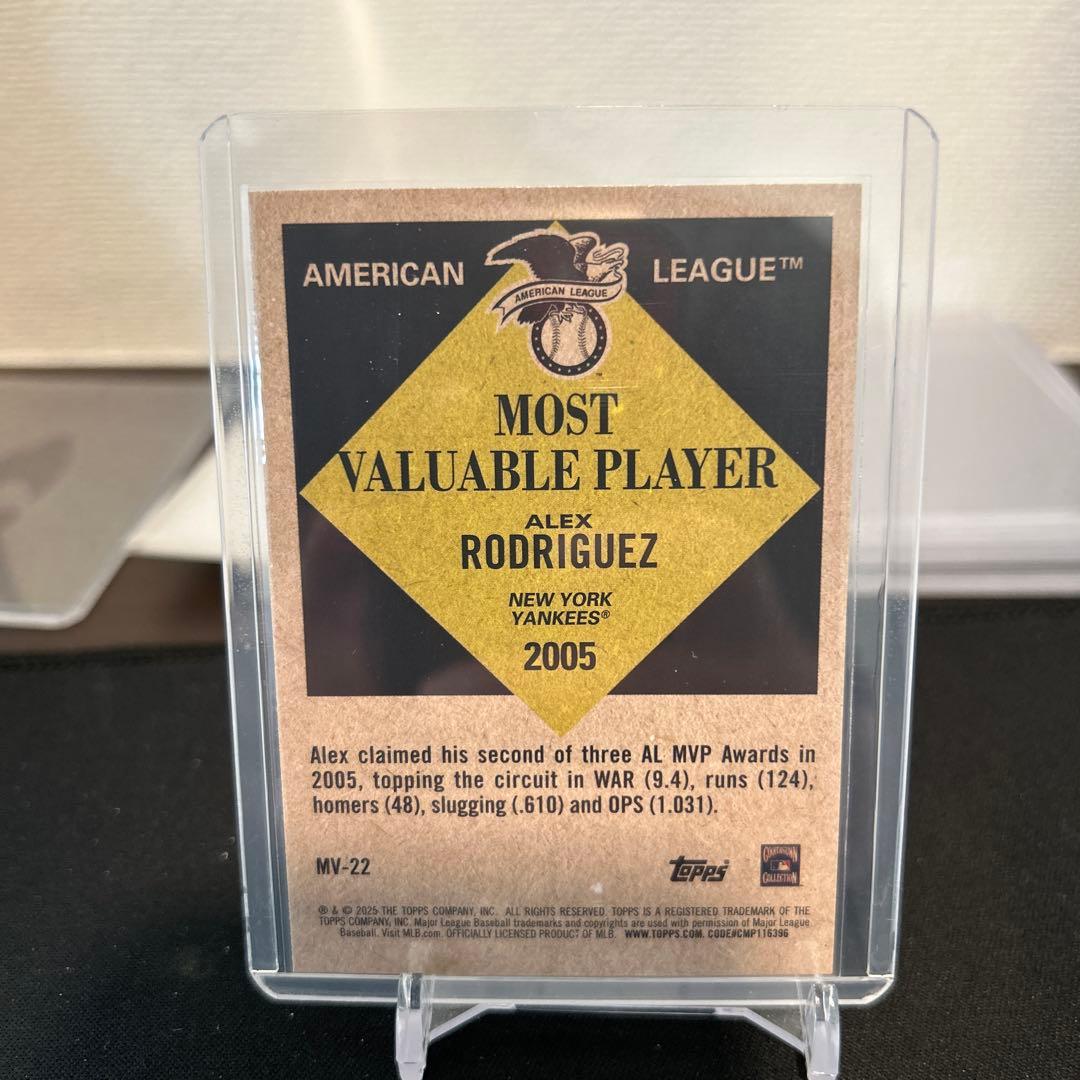 AMERICAN LEAGUE™
AMERICAN LEAGUE
MOST
VALUABLE PLAYER
ALEX
RODRIGUEZ
NEW YORK
YANKEES®
2005
Alex claimed his second of three AL MVP Awards in
2005, topping the circuit in WAR (9.4), runs (124),
homers (48), slugging (.610) and OPS (1.031).
MV-22
topps
COOPERSTOWN
COLLECTION
® & © 2025 THE TOPPS COMPANY, INC. ALL RIGHTS RESERVED. TOPPS IS A REGISTERED TRADEMARK OF THE
TOPPS COMPANY, INC. Major League Baseball trademarks and copyrights are used with permission of Major League
Baseball. Visit MLB.com. OFFICIALLY LICENSED PRODUCT OF MLB. WWW.TOPPS.COM. CODE#CMP116396